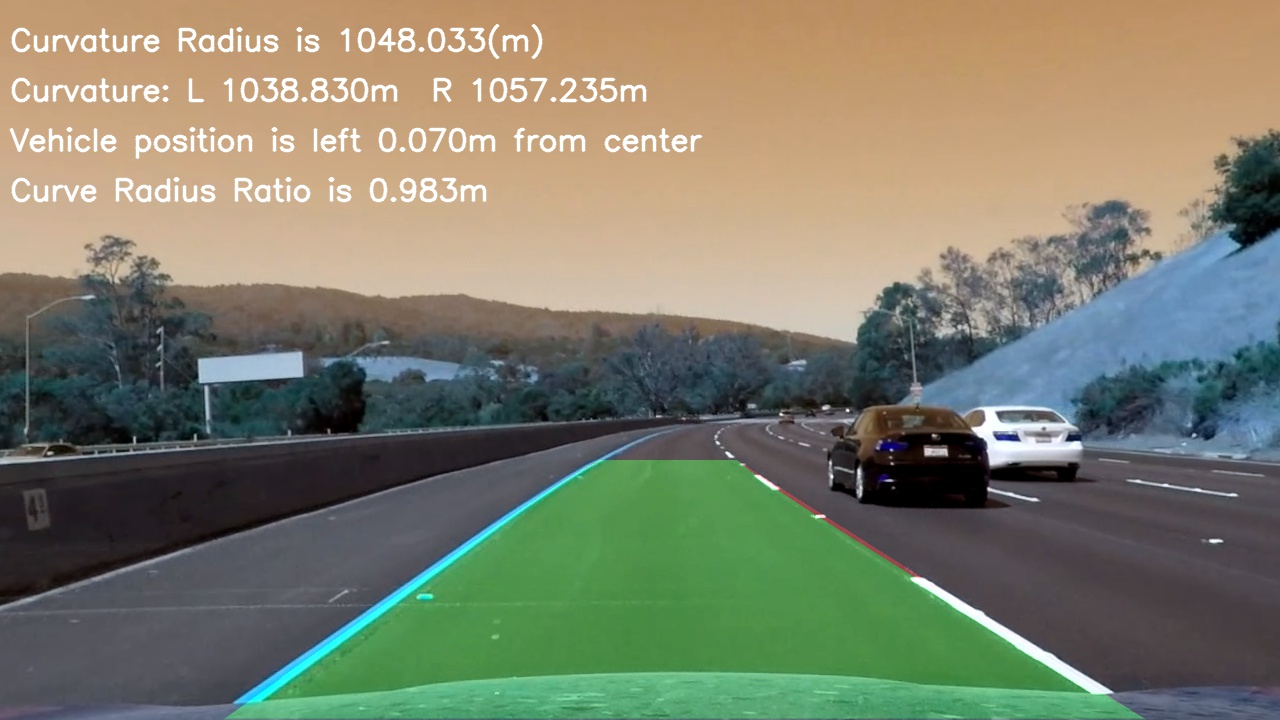 Curvature Radius is 1048.033(m)
Curvature: L 1038.830m R 1057.235m
Vehicle position is left 0.070m from center
Curve Radius Ratio is 0.983m